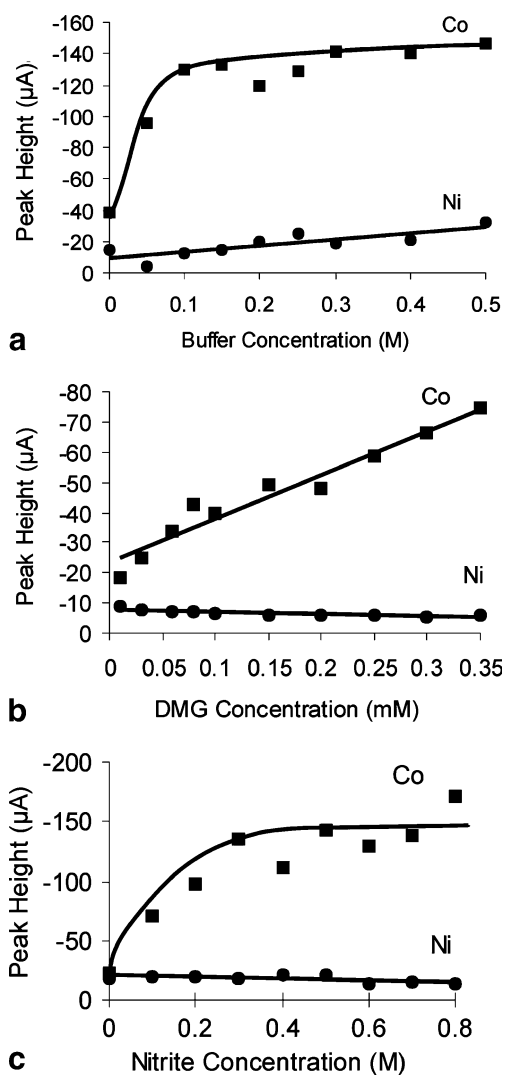 -160
Co
-140
-120
-100
-80
-60
Ni
-40
-20
0
Peak Height (µA)
0 0.1 0.2 0.3 0.4 0.5
Buffer Concentration (M)
a
-80
Co
-70
-60
-50
-40
-30
Ni
-20
-10
0
Peak Height (µA)
0 0.05 0.1 0.15 0.2 0.25 0.3 0.35
DMG Concentration (mM)
b
-200
Co
-150
-100
Ni
-50
0
Peak Height (µA)
0 0.2 0.4 0.6 0.8
Nitrite Concentration (M)
c